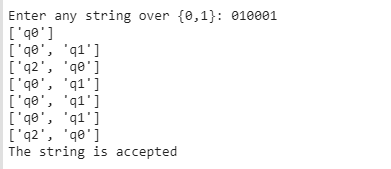 Enter any string over {0,1}: 010001
['q0']
['q0', 'q1']
['q2', 'q0']
['q0', 'q1']
['q0', 'q1']
['q0', 'q1']
['q2', 'q0']
The string is accepted